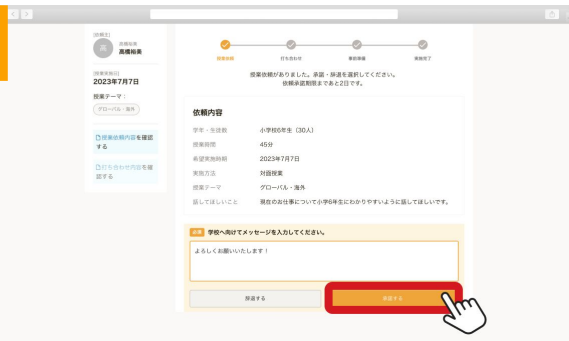 [依頼主]
高
高橋裕美
高橋裕美
[授業実施日]
2023年7月7日
授業テーマ：
グローバル・海外
授業依頼内容を確認する
打ち合わせ内容を確認する
授業依頼
打ち合わせ
事前準備
実施完了
授業依頼がありました。承諾・辞退を選択してください。
依頼承諾期限まであと2日です。
依頼内容
学年・生徒数 小学校6年生（30人）
授業時間 45分
希望実施時期 2023年7月7日
実施方法 対面授業
授業テーマ グローバル・海外
話してほしいこと 現在のお仕事について小学6年生にわかりやすいように話してほしいです。
必須 学校へ向けてメッセージを入力してください。
よろしくお願いいたします！
辞退する
承諾する